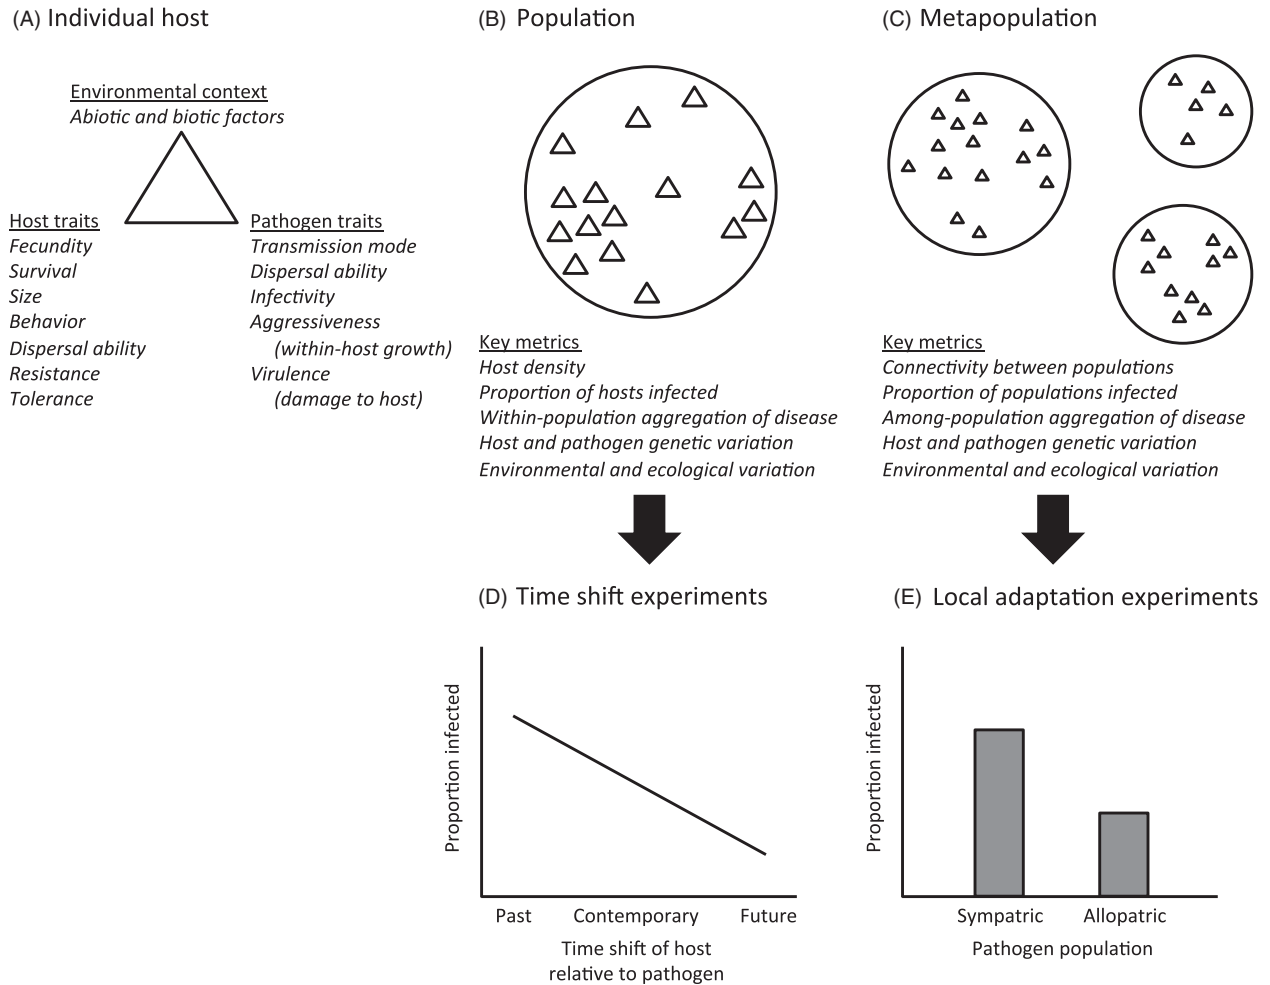 (A) Individual host
Environmental context
Abiotic and biotic factors
Host traits
Fecundity
Survival
Size
Behavior
Dispersal ability
Resistance
Tolerance
Pathogen traits
Transmission mode
Dispersal ability
Infectivity
Aggressiveness
(within-host growth)
Virulence
(damage to host)
(B) Population
Key metrics
Host density
Proportion of hosts infected
Within-population aggregation of disease
Host and pathogen genetic variation
Environmental and ecological variation
(C) Metapopulation
Key metrics
Connectivity between populations
Proportion of populations infected
Among-population aggregation of disease
Host and pathogen genetic variation
Environmental and ecological variation
(D) Time shift experiments
Proportion infected
Past Contemporary Future
Time shift of host
relative to pathogen
(E) Local adaptation experiments
Proportion infected
Sympatric Allopatric
Pathogen population